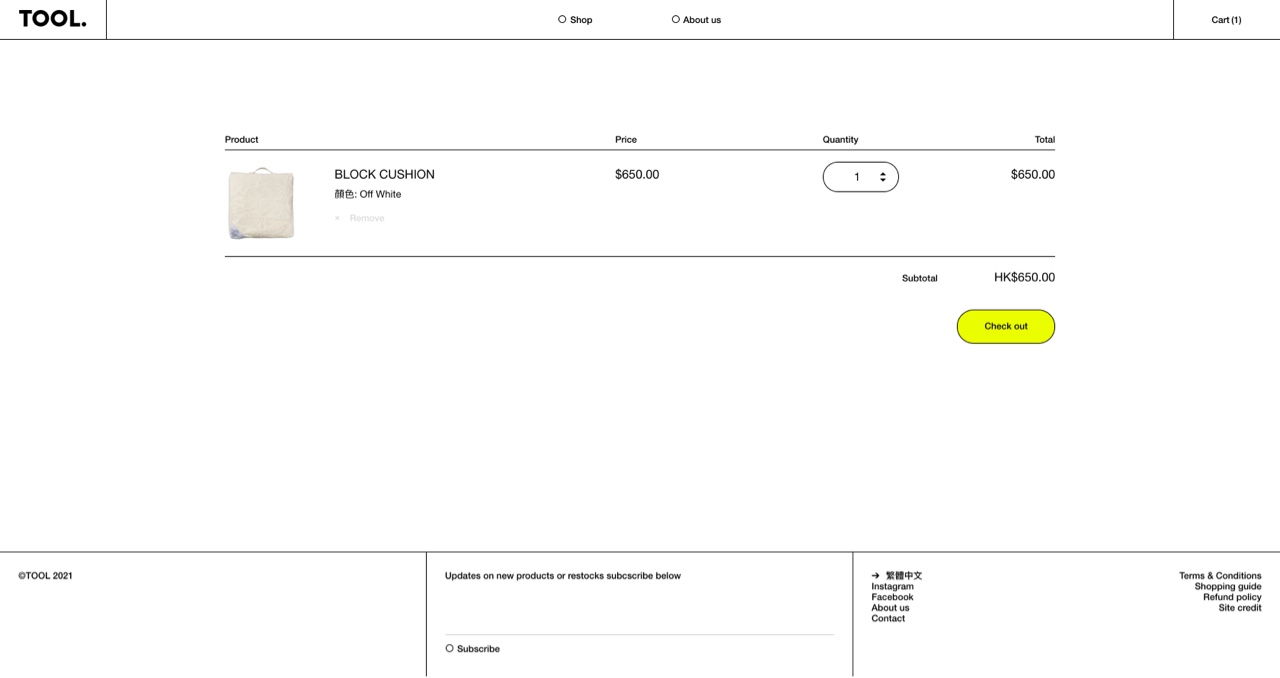 TOOL.
Shop
About us
Cart (1)
Product
Price
Quantity
Total
BLOCK CUSHION
$650.00
1
$650.00
顏色: Off White
× Remove
Subtotal
HK$650.00
Check out
©TOOL 2021
Updates on new products or restocks subcscribe below
Subscribe
→ 繁體中文
Instagram
Facebook
About us
Contact
Terms & Conditions
Shopping guide
Refund policy
Site credit